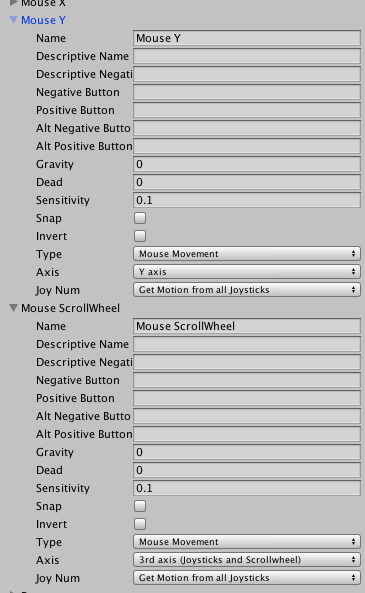 Mouse X
Mouse Y
Name Mouse Y
Descriptive Name
Descriptive Negati
Negative Button
Positive Button
Alt Negative Butto
Alt Positive Button
Gravity 0
Dead 0
Sensitivity 0.1
Snap
Invert
Type Mouse Movement
Axis Y axis
Joy Num Get Motion from all Joysticks
Mouse ScrollWheel
Name Mouse ScrollWheel
Descriptive Name
Descriptive Negati
Negative Button
Positive Button
Alt Negative Butto
Alt Positive Button
Gravity 0
Dead 0
Sensitivity 0.1
Snap
Invert
Type Mouse Movement
Axis 3rd axis (Joysticks and Scrollwheel)
Joy Num Get Motion from all Joysticks